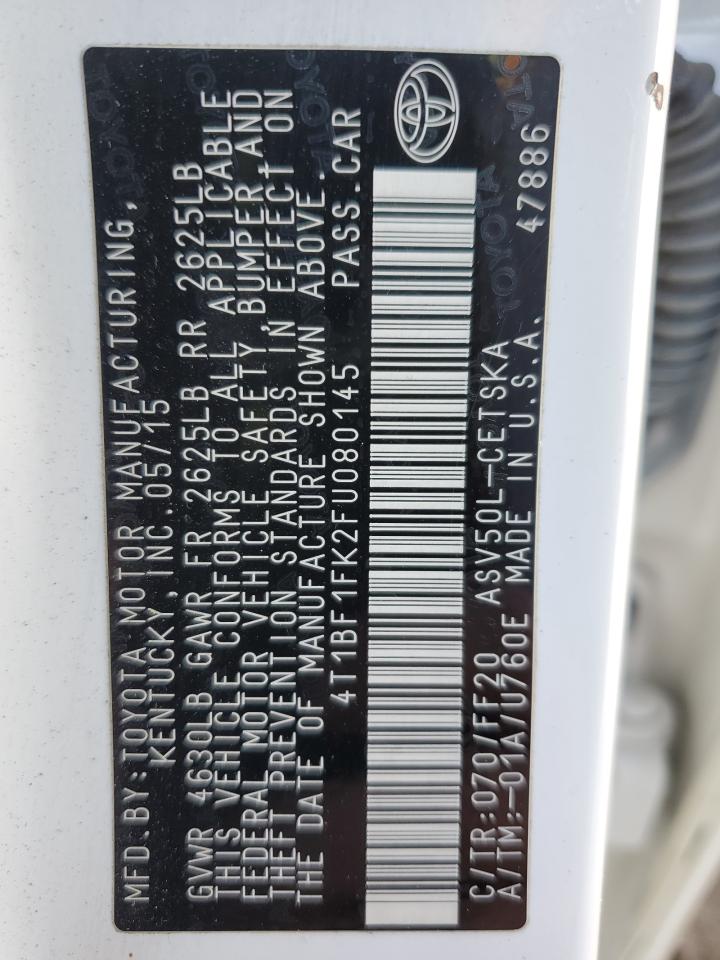 MFD.BY:TOYOTA MOTOR MANUFACTURING,
KENTUCKY, INC.05/15
GVWR 4630LB GAWR FR 2625LB RR 2625LB
THIS VEHICLE CONFORMS TO ALL APPLICABLE
FEDERAL MOTOR VEHICLE SAFETY, BUMPER, AND
THEFT PREVENTION STANDARDS IN EFFECT ON
THE DATE OF MANUFACTURE SHOWN ABOVE.
4T1BF1FK2FU080145 PASS.CAR
C/TR:070/FF20 ASV50L-CETSKA
A/TM:-01A/U760E MADE IN U.S.A.
47886